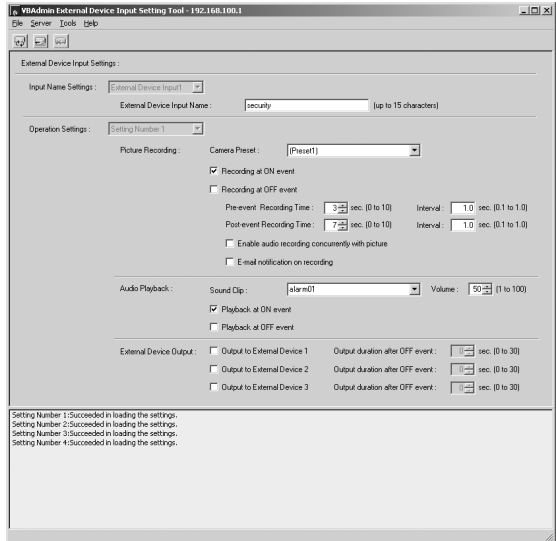 VBAdmin External Device Input Setting Tool - 192.168.100.1
File Server Tools Help
External Device Input Settings :
Input Name Settings : External Device Input1
External Device Input Name : security (up to 15 characters)
Operation Settings : Setting Number 1
Picture Recording : Camera Preset : (Preset1)
Recording at ON event
Recording at OFF event
Pre-event Recording Time : 3 sec. (0 to 10) Interval : 1.0 sec. (0.1 to 1.0)
Post-event Recording Time : 7 sec. (0 to 10) Interval : 1.0 sec. (0.1 to 1.0)
Enable audio recording concurrently with picture
E-mail notification on recording
Audio Playback : Sound Clip : alarm01 Volume : 50 (1 to 100)
Playback at ON event
Playback at OFF event
External Device Output : Output to External Device 1 Output duration after OFF event : 0 sec. (0 to 30)
Output to External Device 2 Output duration after OFF event : 0 sec. (0 to 30)
Output to External Device 3 Output duration after OFF event : 0 sec. (0 to 30)
Setting Number 1:Succeeded in loading the settings.
Setting Number 2:Succeeded in loading the settings.
Setting Number 3:Succeeded in loading the settings.
Setting Number 4:Succeeded in loading the settings.